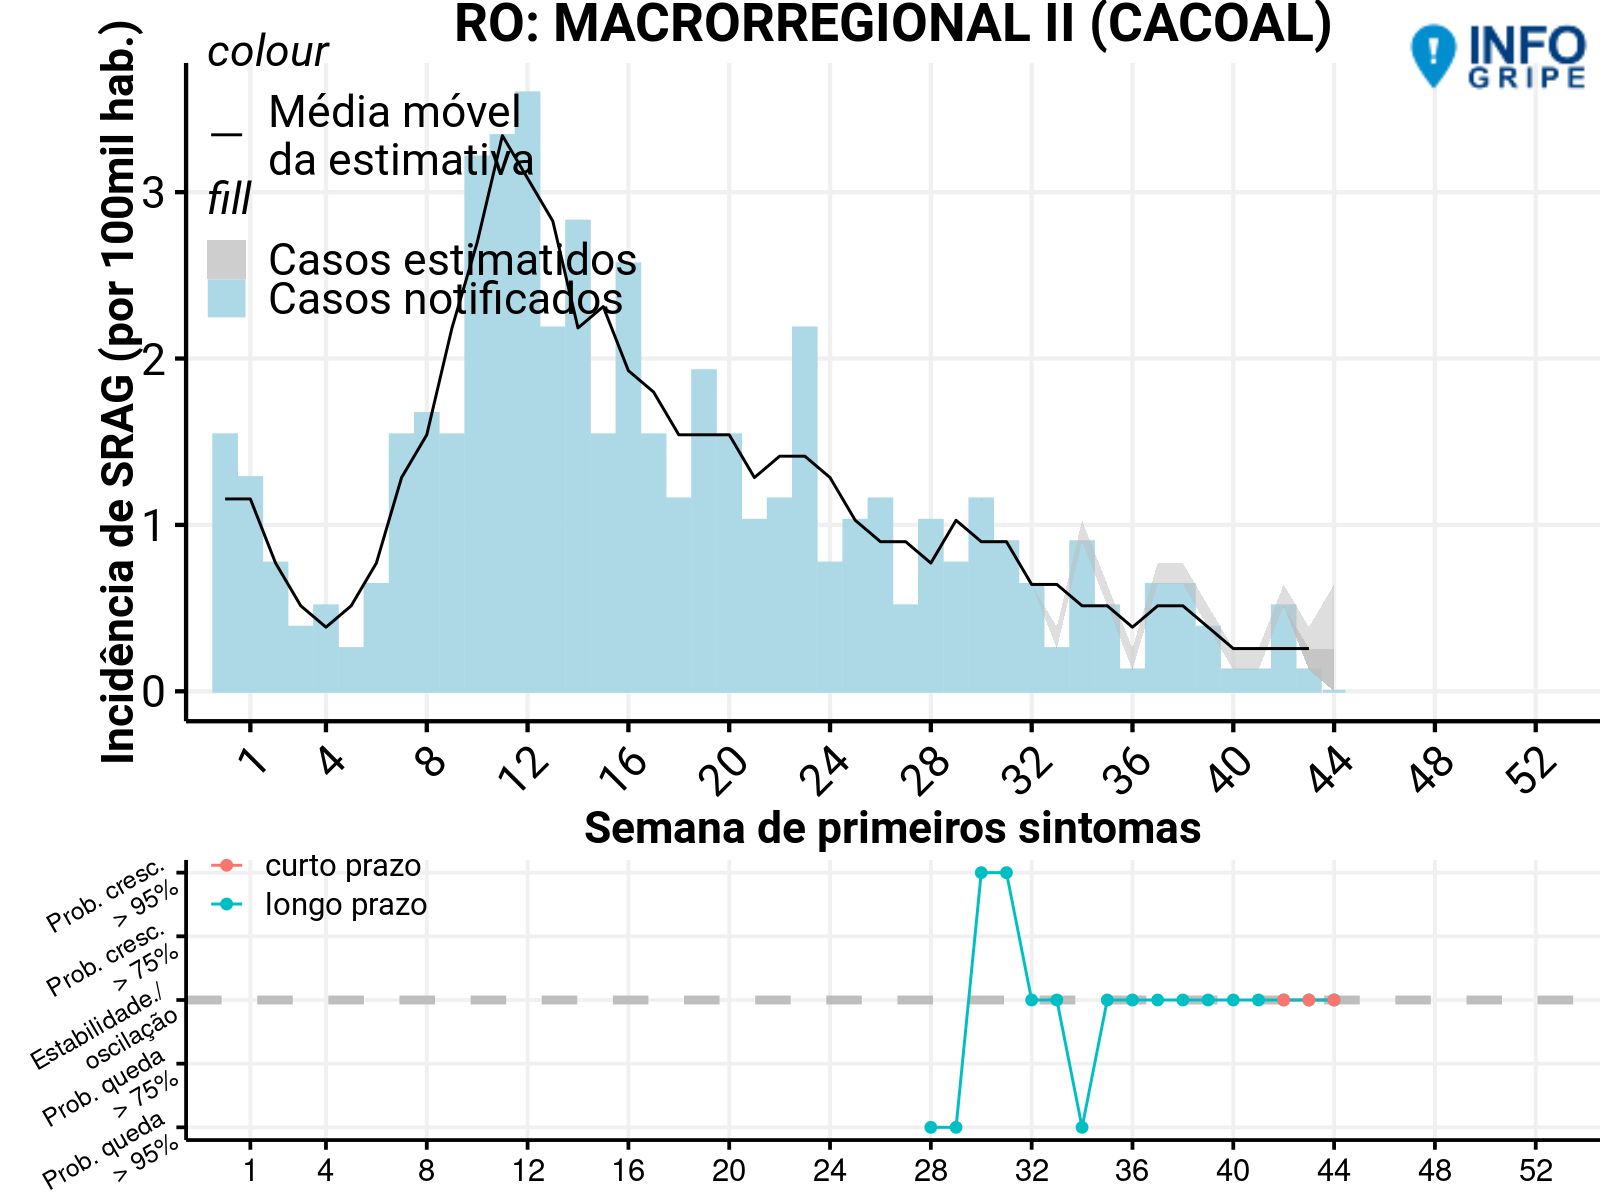 RO: MACRORREGIONAL II (CACOAL)
INFO
GRIPE
colour
Média móvel
da estimativa
fill
Casos estimatidos
Casos notificados
Incidência de SRAG (por 100mil hab.)
3
2
1
0
1 4 8 12 16 20 24 28 32 36 40 44 48 52
Semana de primeiros sintomas
curto prazo
longo prazo
Prob. cresc.
> 95%
Prob. cresc.
> 75%
Estabilidade./
oscilação
Prob. queda
> 75%
Prob. queda
> 95%
1 4 8 12 16 20 24 28 32 36 40 44 48 52